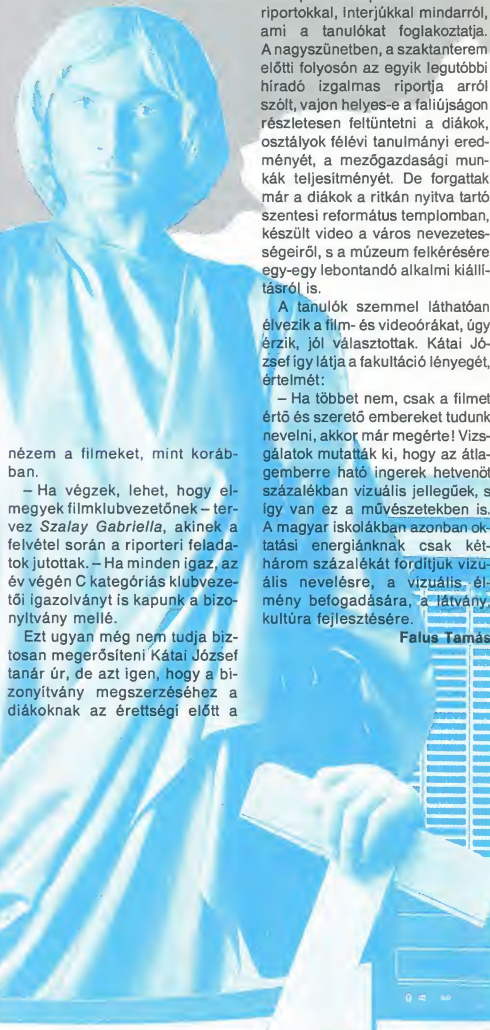 nézem a filmeket, mint koráb-
ban.
– Ha végzek, lehet, hogy el-
megyek filmklubvezetőnek – ter-
vez Szalay Gabriella, akinek a
felvétel során a riporteri felada-
tok jutottak. – Ha minden igaz, az
év végén C kategóriás klubveze-
tői igazolványt is kapunk a bizo-
nyítvány mellé.
Ezt ugyan még nem tudja biz-
tosan megerősíteni Kátai József
tanár úr, de azt igen, hogy a bi-
zonyítvány megszerzéséhez a
diákoknak az érettségi előtt a
riportokkal, interjúkkal mindarról,
ami a tanulókat foglakoztatja.
A nagyszünetben, a szaktanterem
előtti folyosón az egyik legutóbbi
híradó izgalmas riportja arról
szólt, vajon helyes-e a faliújságon
részletesen feltüntetni a diákok,
osztályok félévi tanulmányi ered-
ményét, a mezőgazdasági mun-
kák teljesítményét. De forgattak
már a diákok a ritkán nyitva tartó
szentesi református templomban,
készült video a város nevezetes-
ségeiről, s a múzeum felkérésére
egy-egy lebontandó alkalmi kiállí-
tásról is.
A tanulók szemmel láthatóan
élvezik a film- és videoórákat, úgy
érzik, jól választottak. Kátai Jó-
zsef így látja a fakultáció lényegét,
értelmét:
– Ha többet nem, csak a filmet
értő és szerető embereket tudunk
nevelni, akkor már megérte! Vizs-
gálatok mutatták ki, hogy az átla-
gemberre ható ingerek hetvenöt
százalékban vizuális jellegűek, s
így van ez a művészetekben is.
A magyar iskolákban azonban ok-
tatási energiánknak csak két-
három százalékát fordítjuk vizu-
ális nevelésre, a vizuális él-
mény befogadására, a látvány,
kultúra fejlesztésére.
Falus Tamás